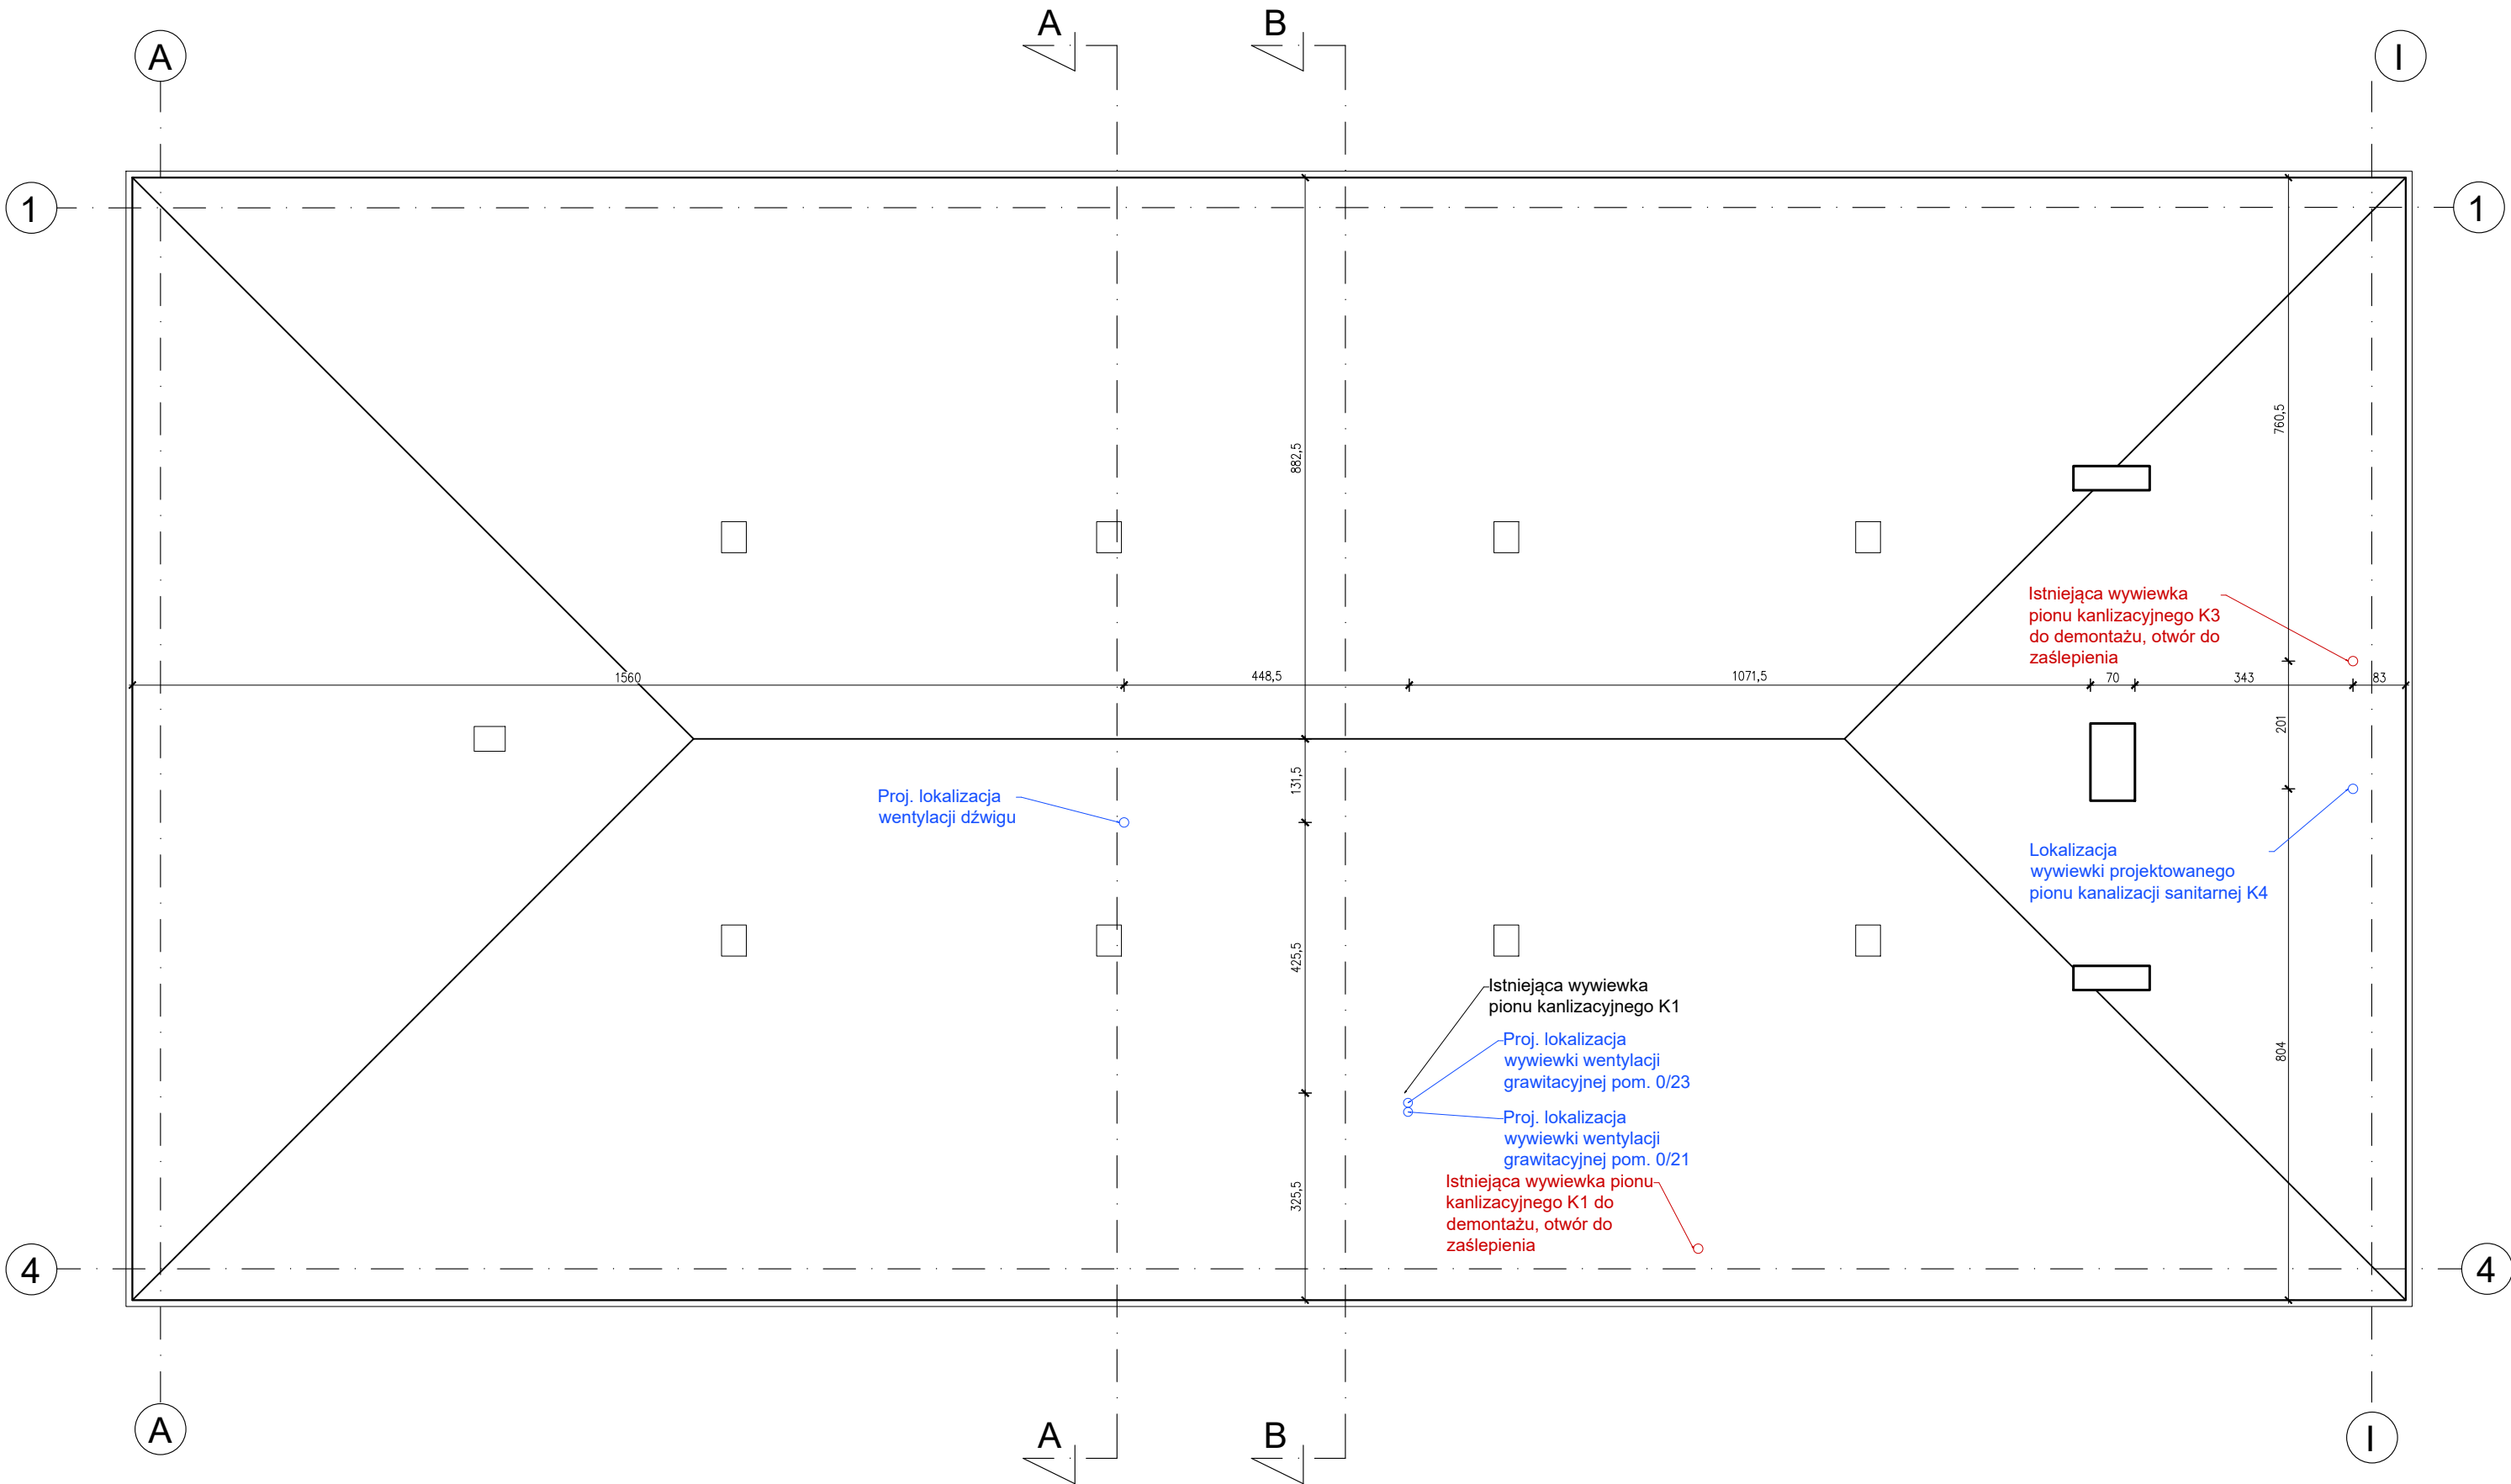 A
B
A
I
1
1
882,5
760,5
Istniejąca wywiewka
pionu kanlizacyjnego K3
do demontażu, otwór do
zaślepienia
1560
448,5
1071,5
70
343
83
201
131,5
Proj. lokalizacja
wentylacji dźwigu
Lokalizacja
wywiewki projektowanego
pionu kanalizacji sanitarnej K4
425,5
Istniejąca wywiewka
pionu kanlizacyjnego K1
Proj. lokalizacja
wywiewki wentylacji
grawitacyjnej pom. 0/23
804
Proj. lokalizacja
wywiewki wentylacji
grawitacyjnej pom. 0/21
325,5
Istniejąca wywiewka pionu
kanlizacyjnego K1 do
demontażu, otwór do
zaślepienia
4
4
A
A
B
I